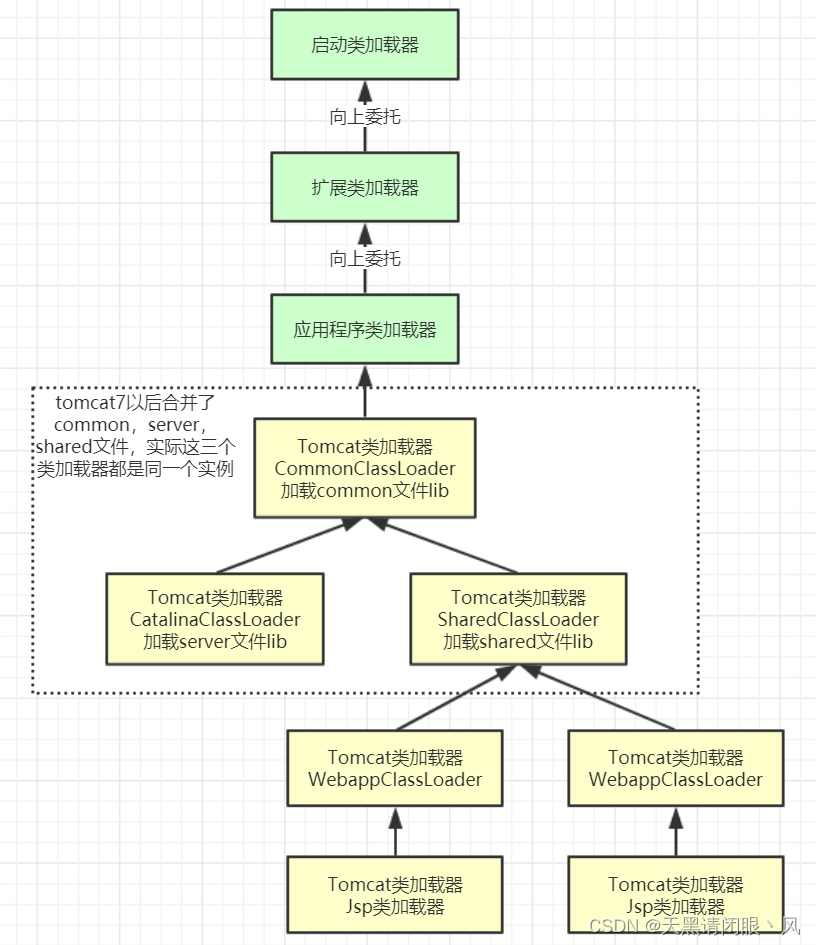 启动类加载器
向上委托
扩展类加载器
向上委托
应用程序类加载器
tomcat7以后合并了
common，server，
shared文件，实际这三个
类加载器都是同一个实例
Tomcat类加载器
CommonClassLoader
加载common文件lib
Tomcat类加载器
CatalinaClassLoader
加载server文件lib
Tomcat类加载器
SharedClassLoader
加载shared文件lib
Tomcat类加载器
WebappClassLoader
Tomcat类加载器
WebappClassLoader
Tomcat类加载器
Jsp类加载器
Tomcat类加载器
Jsp类加载器
CSDN @天黑请闭眼丶风